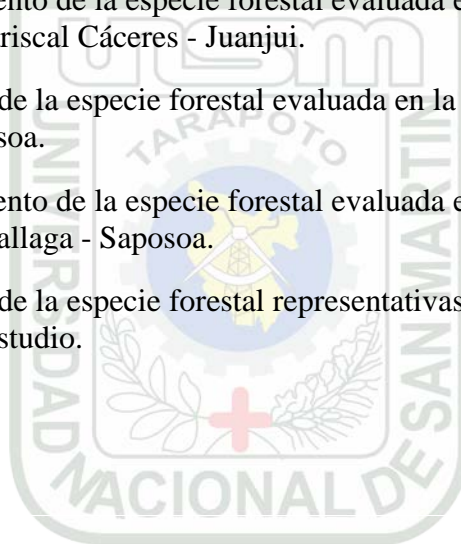 ento de la especie forestal evaluada e
riscal Cáceres - Juanjui.
de la especie forestal evaluada en la
soa.
ento de la especie forestal evaluada e
allaga - Saposoa.
de la especie forestal representativas
studio.
UNIVERSIDAD NACIONAL DE SAN MARTIN
TARAPOTO